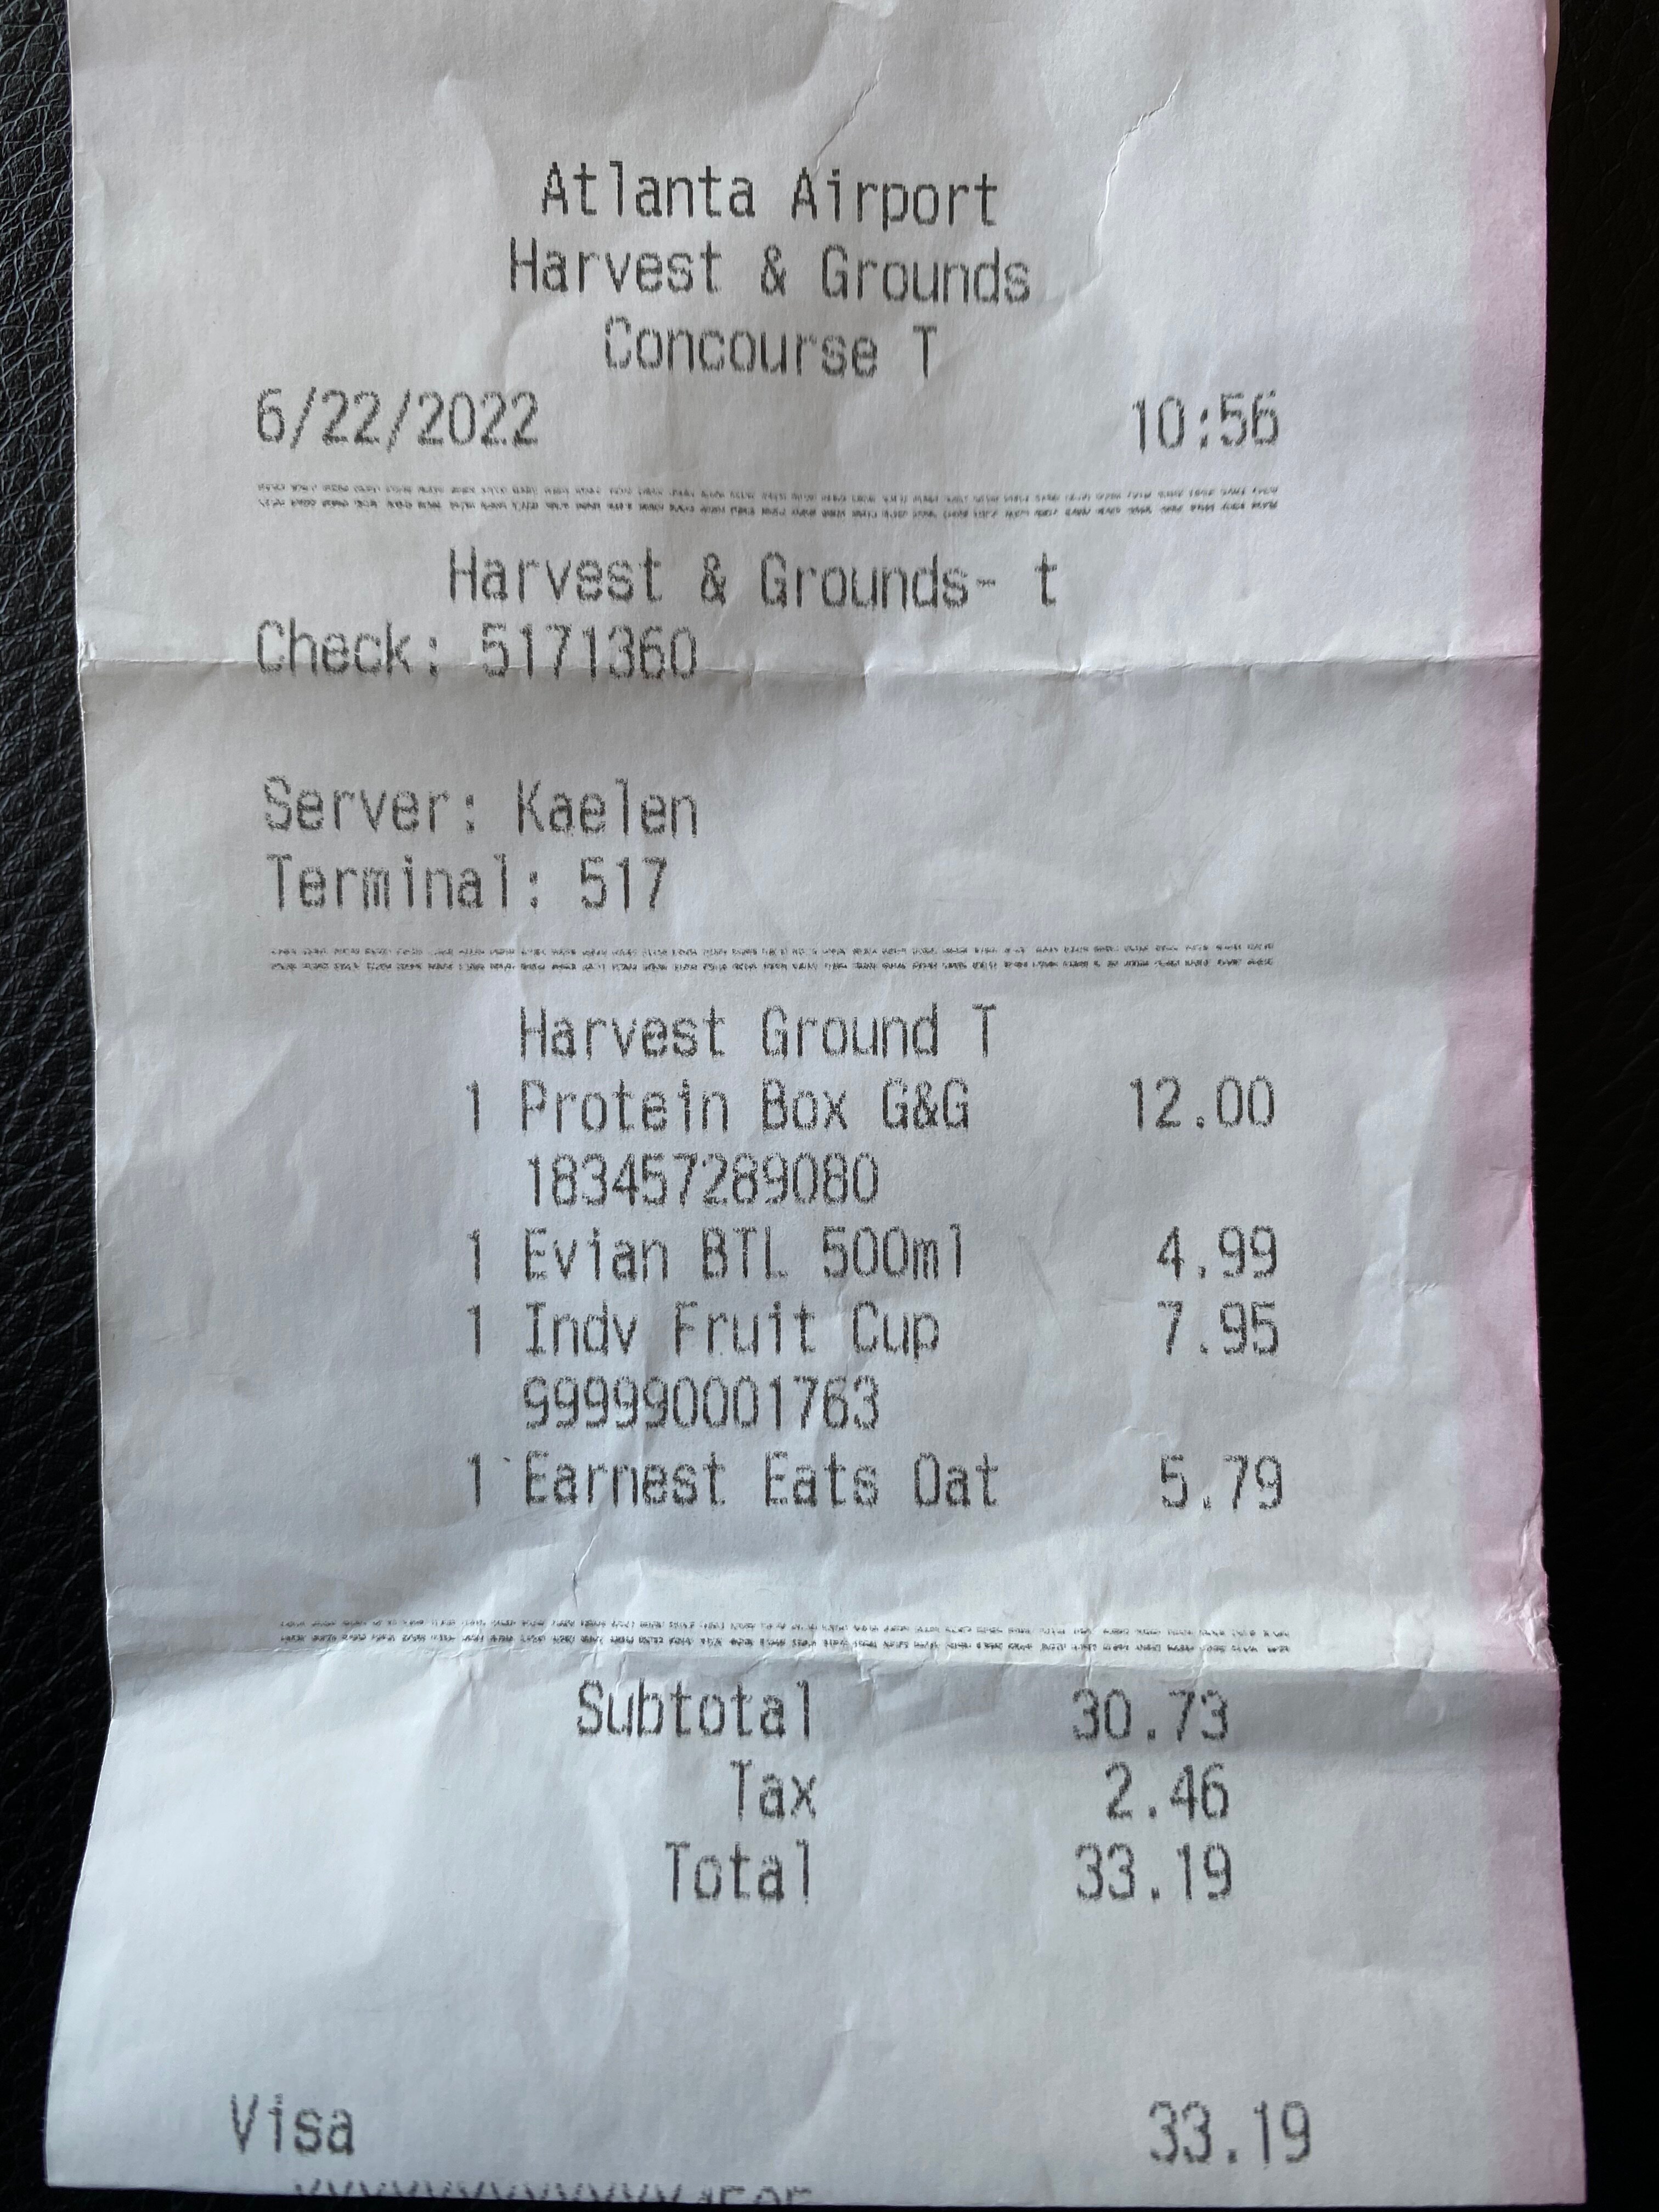 Atlanta Airport
Harvest & Grounds
Concourse T
6/22/2022 10:56
Harvest & Grounds- t
Check: 5171360
Server: Kaelen
Terminal: 517
Harvest Ground T
1 Protein Box G&G 12.00
183457289080
1 Evian BTL 500ml 4.99
1 Indv Fruit Cup 7.95
999990001763
1 Earnest Eats Oat 5.79
Subtotal 30.73
Tax 2.46
Total 33.19
Visa 33.19